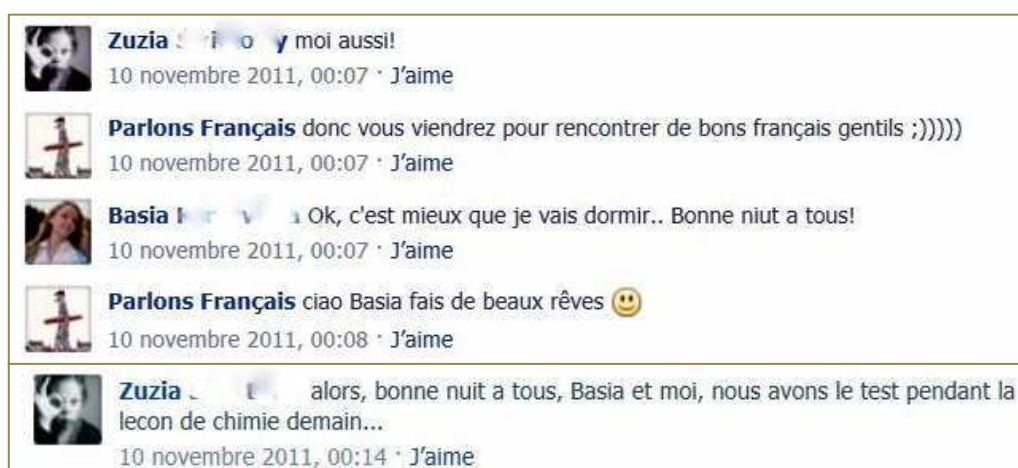 Zuzia moi aussi!
10 novembre 2011, 00:07 · J'aime
Parlons Français donc vous viendrez pour rencontrer de bons français gentils ;)))))
10 novembre 2011, 00:07 · J'aime
Basia Ok, c'est mieux que je vais dormir.. Bonne niut a tous!
10 novembre 2011, 00:07 · J'aime
Parlons Français ciao Basia fais de beaux rêves
10 novembre 2011, 00:08 · J'aime
Zuzia alors, bonne nuit a tous, Basia et moi, nous avons le test pendant la
lecon de chimie demain...
10 novembre 2011, 00:14 · J'aime